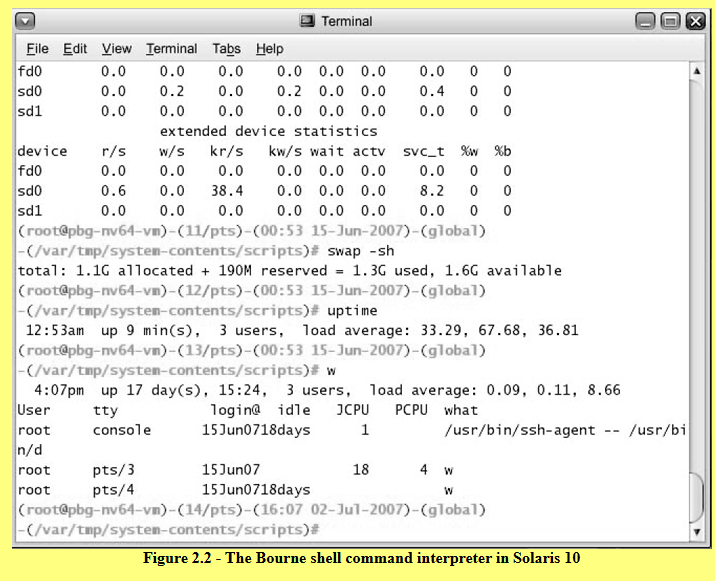 Terminal
File Edit View Terminal Tabs Help
fd0 0.0 0.0 0.0 0.0 0.0 0.0 0.0 0 0
sd0 0.0 0.2 0.0 0.2 0.0 0.0 0.4 0 0
sd1 0.0 0.0 0.0 0.0 0.0 0.0 0.0 0 0
extended device statistics
device r/s w/s kr/s kw/s wait actv svc_t %w %b
fd0 0.0 0.0 0.0 0.0 0.0 0.0 0.0 0 0
sd0 0.6 0.0 38.4 0.0 0.0 0.0 8.2 0 0
sd1 0.0 0.0 0.0 0.0 0.0 0.0 0.0 0 0
(root@pbg-nv64-vm)-(11/pts)-(00:53 15-Jun-2007)-(global)
-(/var/tmp/system-contents/scripts)# swap -sh
total: 1.1G allocated + 190M reserved = 1.3G used, 1.6G available
(root@pbg-nv64-vm)-(12/pts)-(00:53 15-Jun-2007)-(global)
-(/var/tmp/system-contents/scripts)# uptime
12:53am up 9 min(s), 3 users, load average: 33.29, 67.68, 36.81
(root@pbg-nv64-vm)-(13/pts)-(00:53 15-Jun-2007)-(global)
-(/var/tmp/system-contents/scripts)# w
4:07pm up 17 day(s), 15:24, 3 users, load average: 0.09, 0.11, 8.66
User tty login@ idle JCPU PCPU what
root console 15Jun0718days 1 /usr/bin/ssh-agent -- /usr/bi
n/d
root pts/3 15Jun07 18 4 w
root pts/4 15Jun0718days w
(root@pbg-nv64-vm)-(14/pts)-(16:07 02-Jul-2007)-(global)
-(/var/tmp/system-contents/scripts)#
Figure 2.2 - The Bourne shell command interpreter in Solaris 10